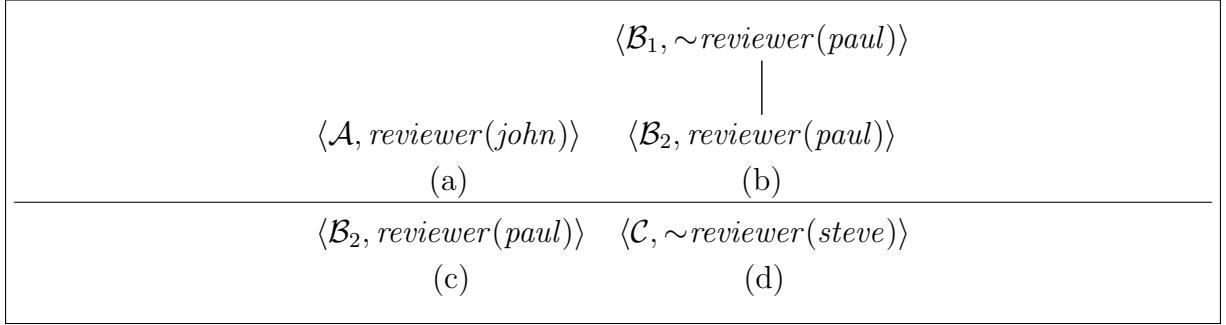 ⟨ℬ₁, ∼reviewer(paul)⟩
⟨𝒜, reviewer(john)⟩ ⟨ℬ₂, reviewer(paul)⟩
(a) (b)
⟨ℬ₂, reviewer(paul)⟩ ⟨𝒞, ∼reviewer(steve)⟩
(c) (d)